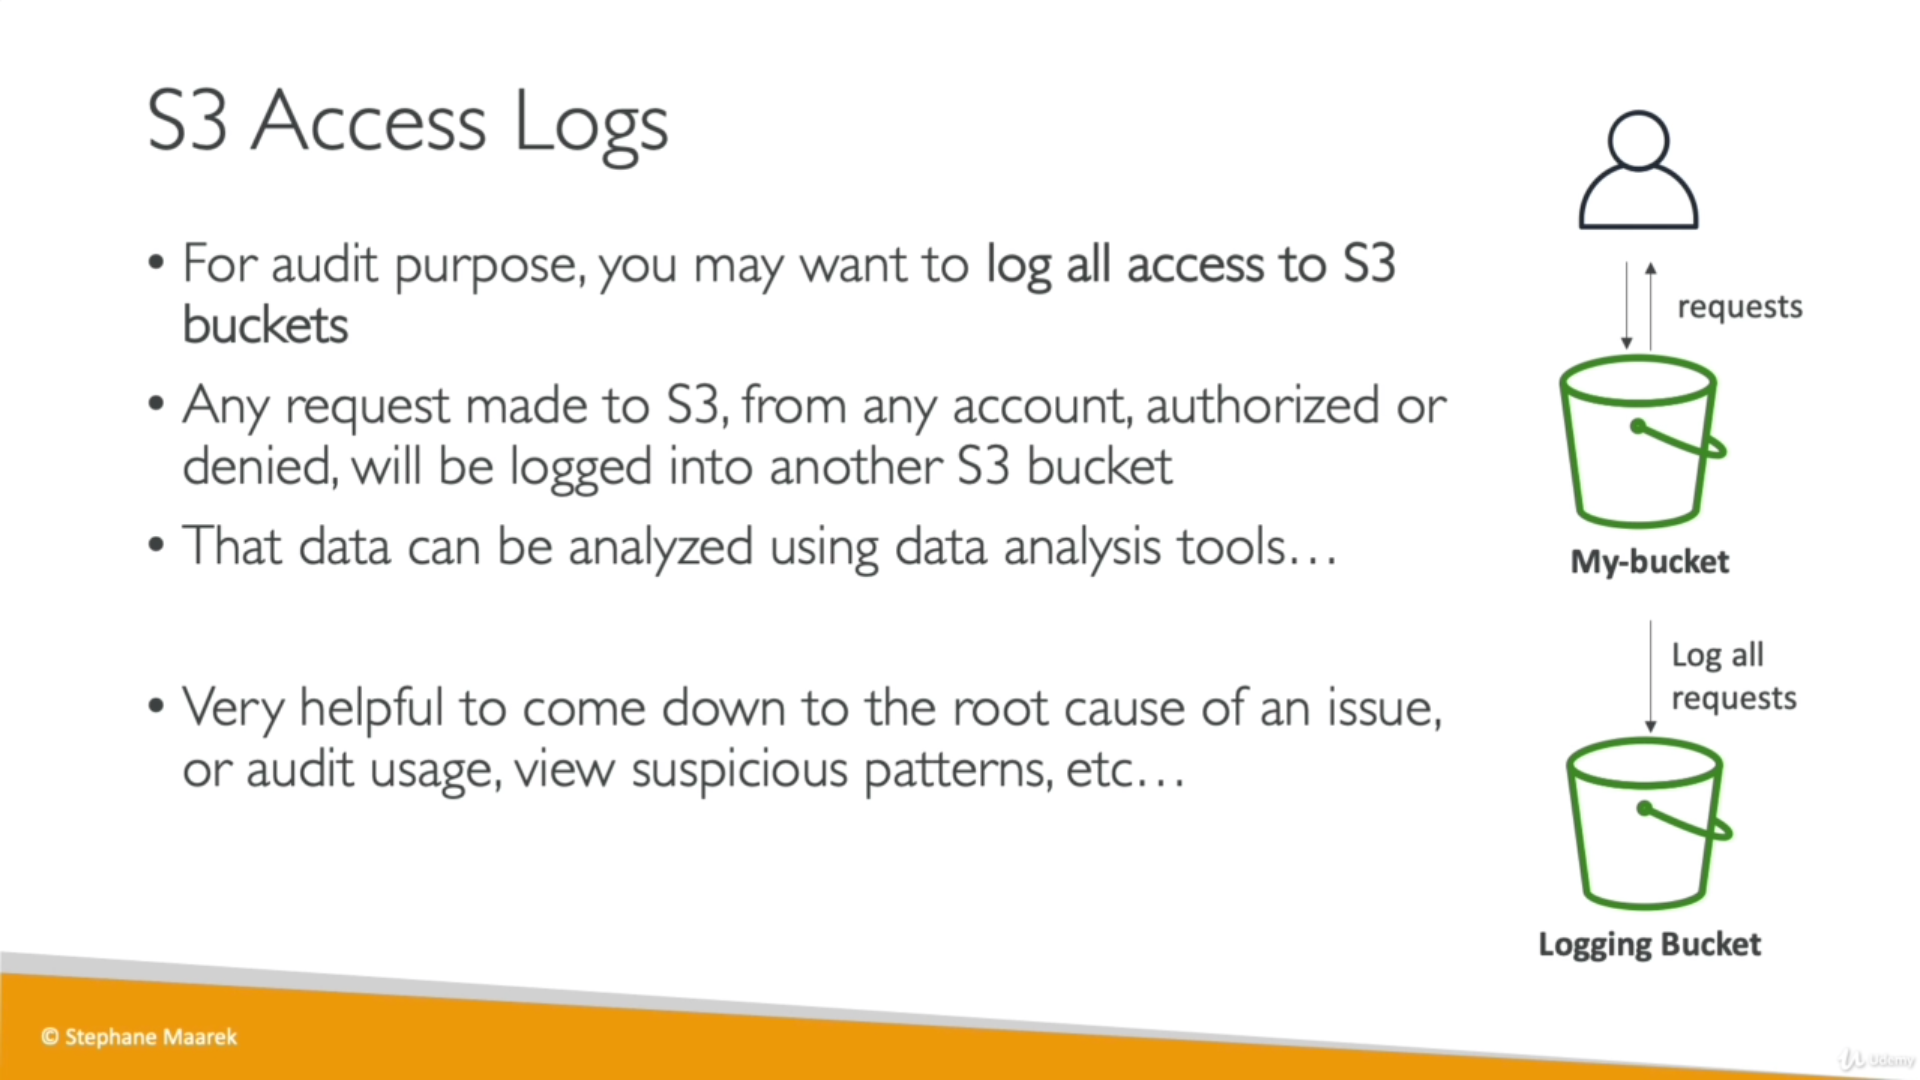 S3 Access Logs
• For audit purpose, you may want to log all access to S3
buckets
• Any request made to S3, from any account, authorized or
denied, will be logged into another S3 bucket
• That data can be analyzed using data analysis tools…
• Very helpful to come down to the root cause of an issue,
or audit usage, view suspicious patterns, etc…
requests
My-bucket
Log all
requests
Logging Bucket
© Stephane Maarek
Udemy